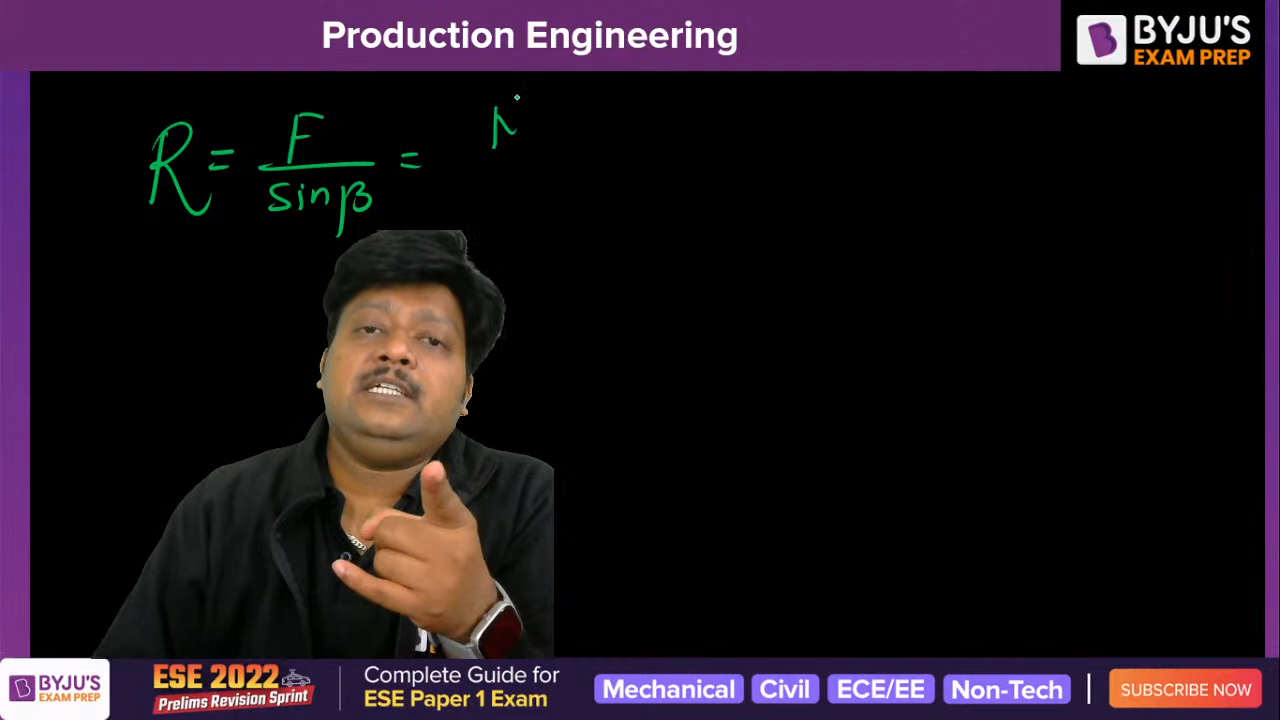 Production Engineering
BYJU'S
EXAM PREP
R = F / sinβ = N
BYJU'S
EXAM PREP
ESE 2022
Prelims Revision Sprint
Complete Guide for
ESE Paper 1 Exam
Mechanical
Civil
ECE/EE
Non-Tech
SUBSCRIBE NOW